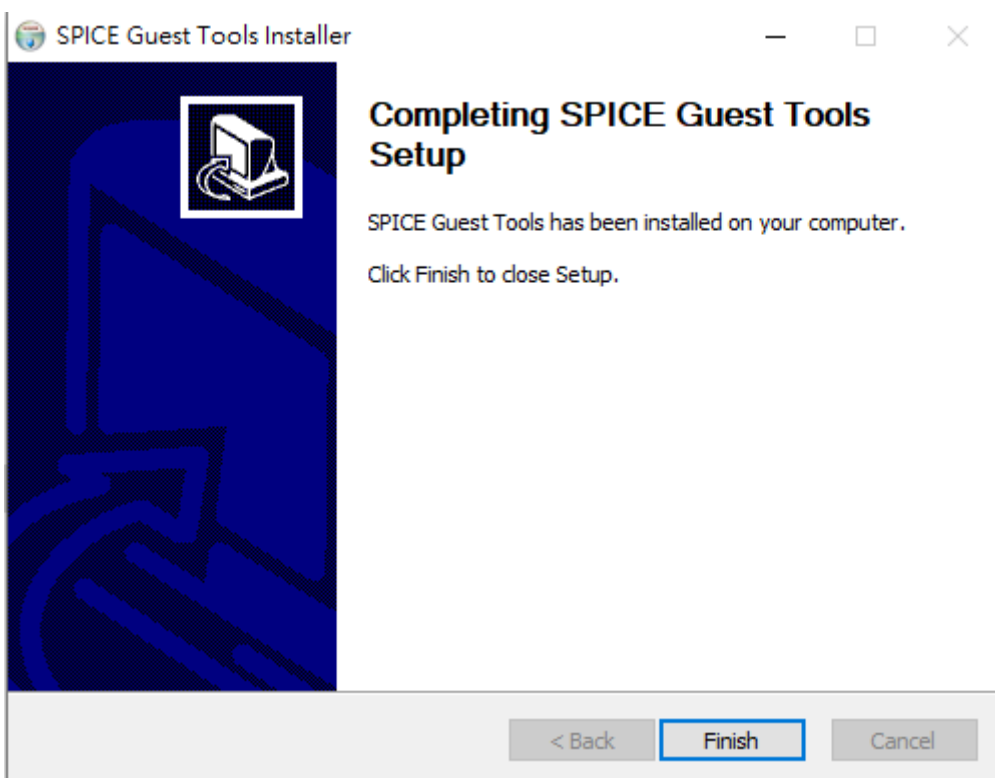 SPICE Guest Tools Installer
Completing SPICE Guest Tools
Setup
SPICE Guest Tools has been installed on your computer.
Click Finish to close Setup.
< Back
Finish
Cancel